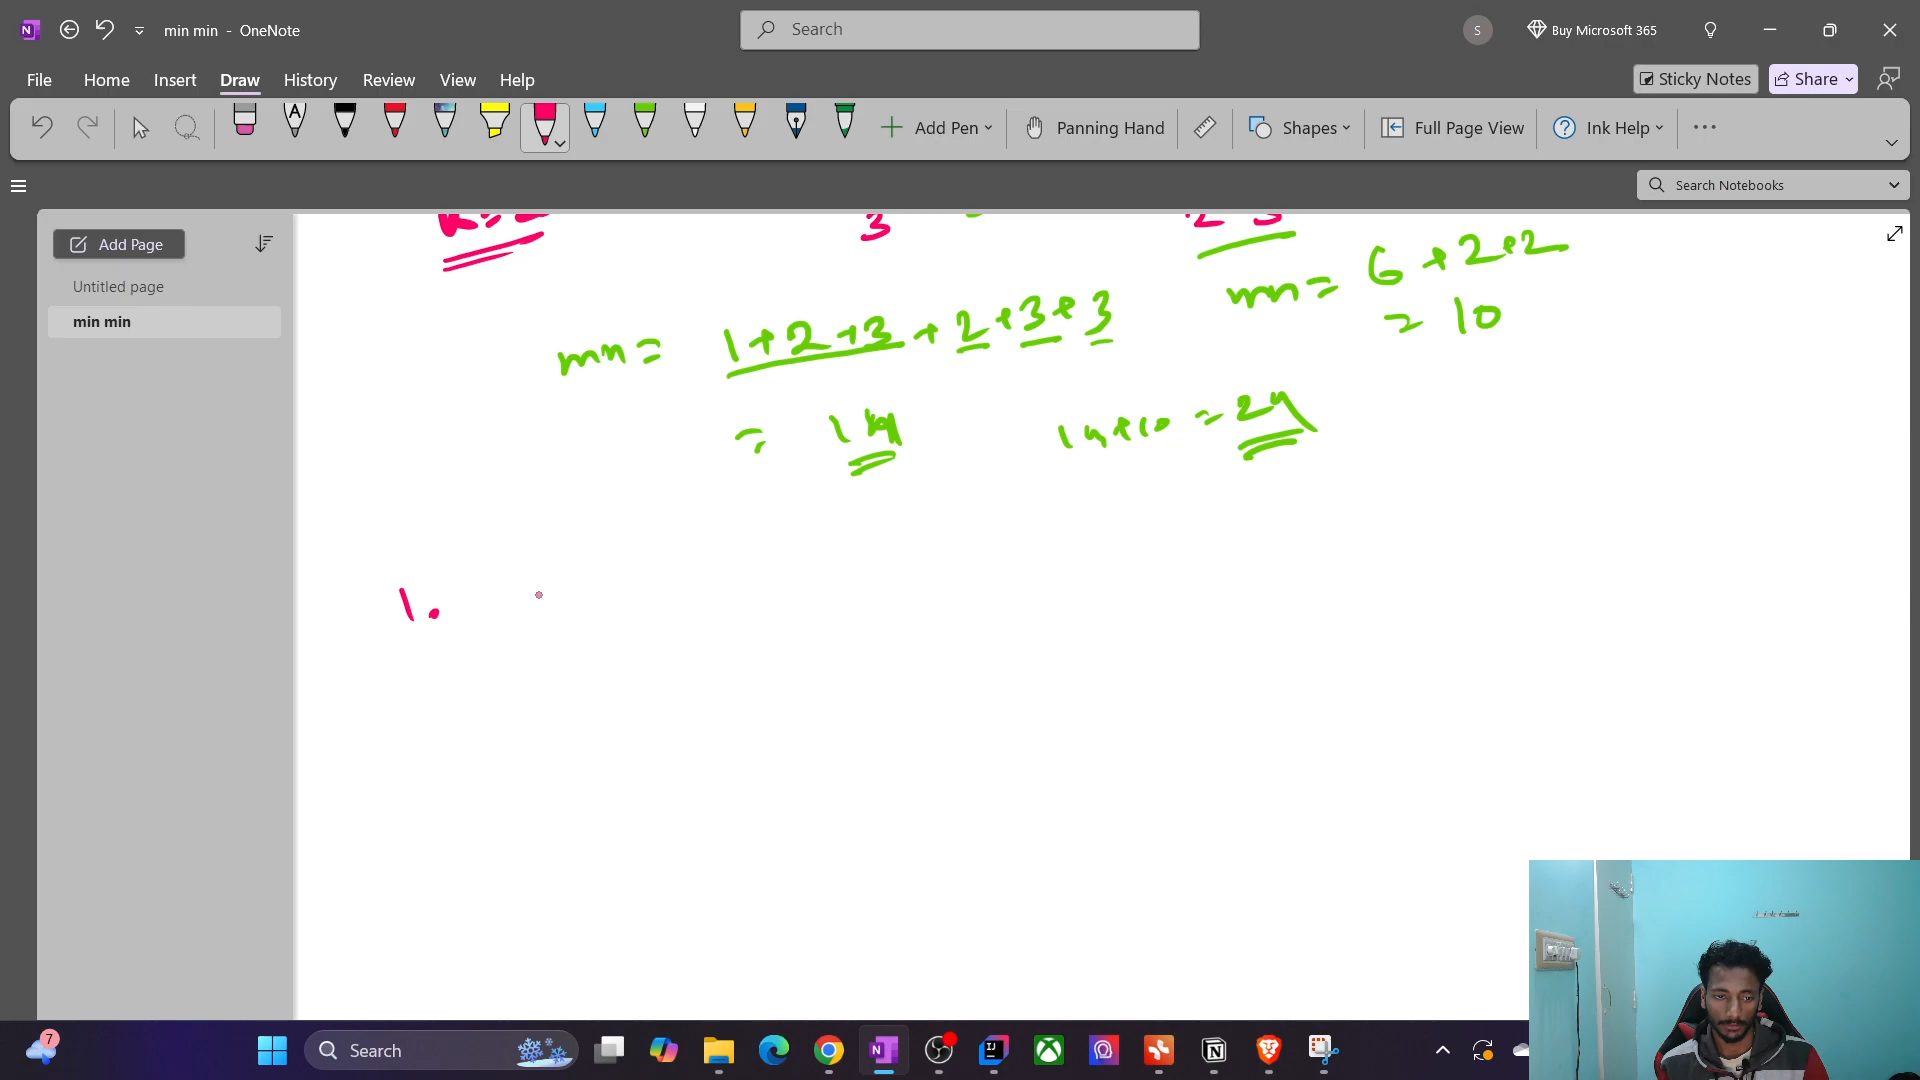 min min - OneNote
Search
S
Buy Microsoft 365
File Home Insert Draw History Review View Help
Sticky Notes
Share
A
Add Pen
Panning Hand
Shapes
Full Page View
Ink Help
Search Notebooks
Add Page
Untitled page
min min
3
mn = 6 + 2 + 2
= 10
mn = 1 + 2 + 3 + 2 + 3 + 3
= 14
14 + 10 = 24
1.
7
Search